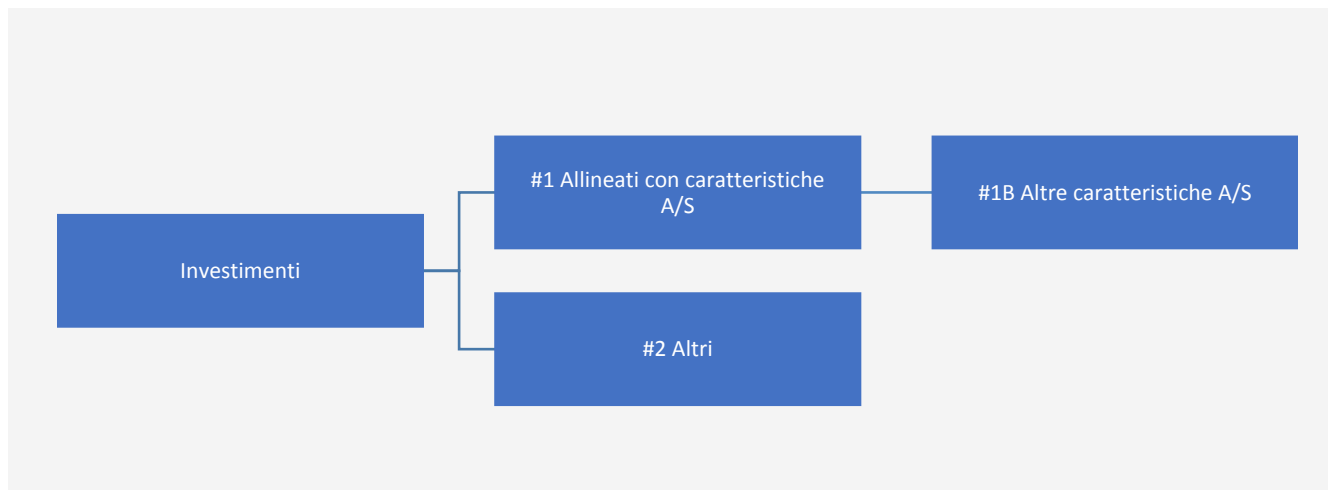 Investimenti
#1 Allineati con caratteristiche
A/S
#1B Altre caratteristiche A/S
#2 Altri